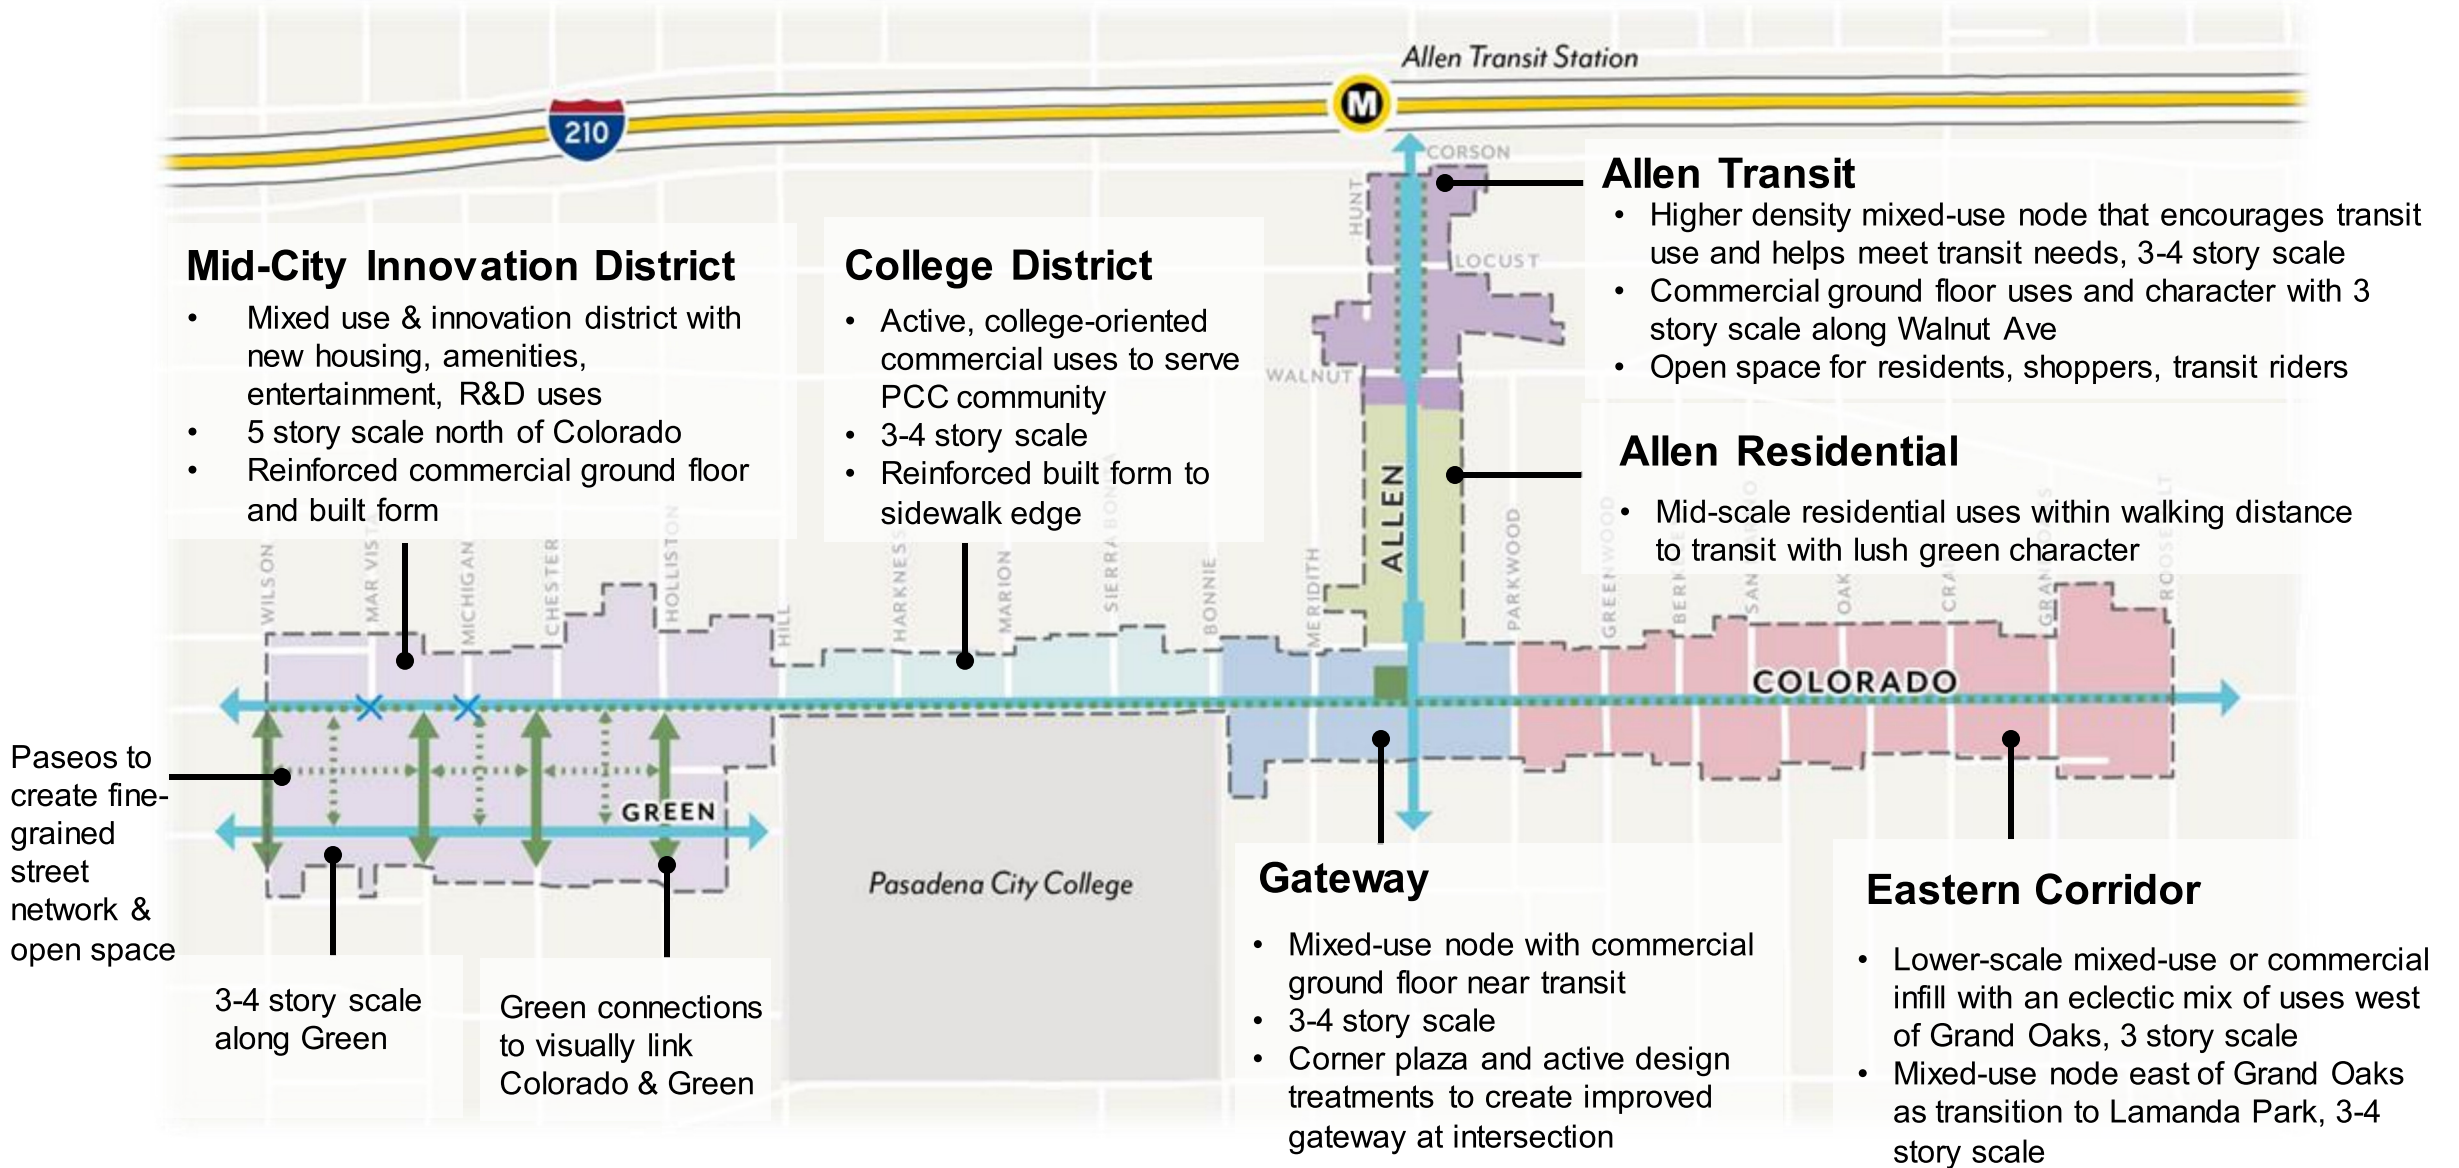 Allen Transit Station
M
210
CORSON
HUNT
LOCUST
WALNUT
Allen Transit
• Higher density mixed-use node that encourages transit
use and helps meet transit needs, 3-4 story scale
• Commercial ground floor uses and character with 3
story scale along Walnut Ave
• Open space for residents, shoppers, transit riders
Mid-City Innovation District
• Mixed use & innovation district with
new housing, amenities,
entertainment, R&D uses
• 5 story scale north of Colorado
• Reinforced commercial ground floor
and built form
College District
• Active, college-oriented
commercial uses to serve
PCC community
• 3-4 story scale
• Reinforced built form to
sidewalk edge
Allen Residential
• Mid-scale residential uses within walking distance
to transit with lush green character
ALLEN
WILSON
MAR VISTA
MICHIGAN
CHESTER
HOLLISTON
HILL
HARKNESS
MARION
SIERRA BONITA
BONNIE
MERIDITH
PARKWOOD
GREENWOOD
SAN
OAK
ROOSEVELT
COLORADO
GREEN
Paseos to
create fine-
grained
street
network &
open space
3-4 story scale
along Green
Green connections
to visually link
Colorado & Green
Pasadena City College
Gateway
• Mixed-use node with commercial
ground floor near transit
• 3-4 story scale
• Corner plaza and active design
treatments to create improved
gateway at intersection
Eastern Corridor
• Lower-scale mixed-use or commercial
infill with an eclectic mix of uses west
of Grand Oaks, 3 story scale
• Mixed-use node east of Grand Oaks
as transition to Lamanda Park, 3-4
story scale